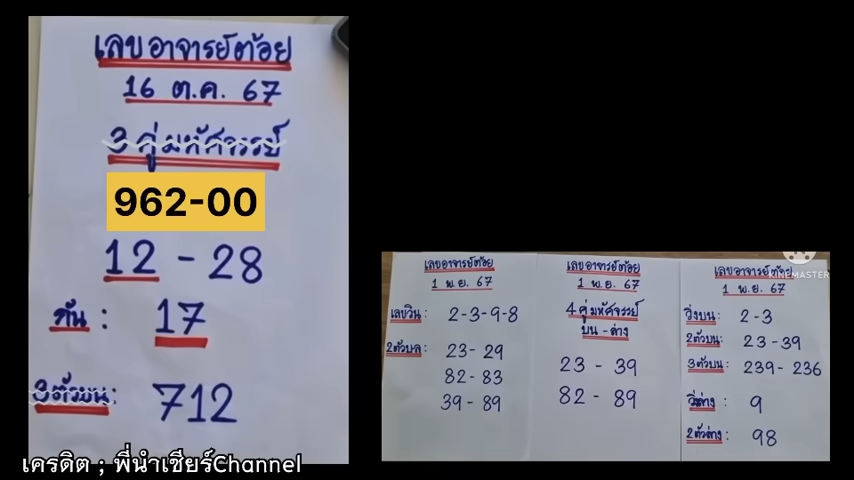 เลขอาจารย์ต้อย
16 ต.ค. 67
3 คู่มหัศจรรย์
962-00
12 - 28
กัน : 17
3ตัวบน: 712
เครดิต ; พี่นำเชียร์Channel
เลขอาจารย์ต้อย
1 พ.ย. 67
เลขวิน : 2-3-9-8
2ตัวบล : 23 - 29
82 - 83
39 - 89
เลขอาจารย์ต้อย
1 พ.ย. 67
4 คู่มหัศจรรย์
บน - ล่าง
23 - 39
82 - 89
เลขอาจารย์ต้อย
1 พ.ย. 67
วิ่งบน: 2-3
2ตัวบน: 23 - 39
3ตัวบน: 239 - 236
วิ่งล่าง : 9
2ตัวล่าง : 98
KINEMASTER